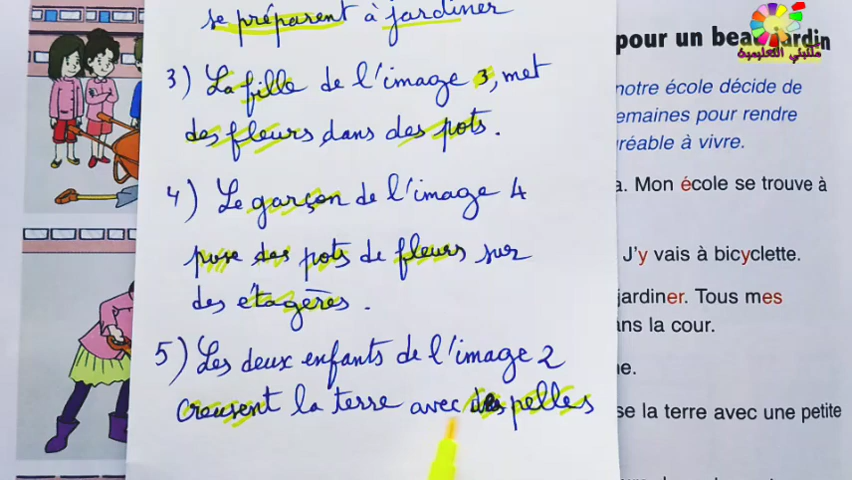 se préparent à jardiner
3) La fille de l'image 3, met
des fleurs dans des pots.
4) Le garçon de l'image 4
pose des pots de fleurs sur
des étagères.
5) Les deux enfants de l'image 2
creusent la terre avec des pelles
pour un beau jardin
notre école décide de
emaines pour rendre
réable à vivre.
a. Mon école se trouve à
J'y vais à bicyclette.
jardiner. Tous mes
ans la cour.
ne.
se la terre avec une petite